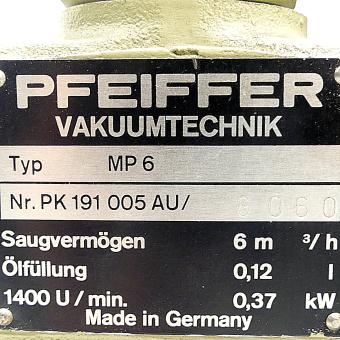 PFEIFFER
VAKUUMTECHNIK
Typ MP 6
Nr. PK 191 005 AU/ 6060
Saugvermögen 6 m ³/h
Ölfüllung 0,12 l
1400 U/min. 0,37 kW
Made in Germany